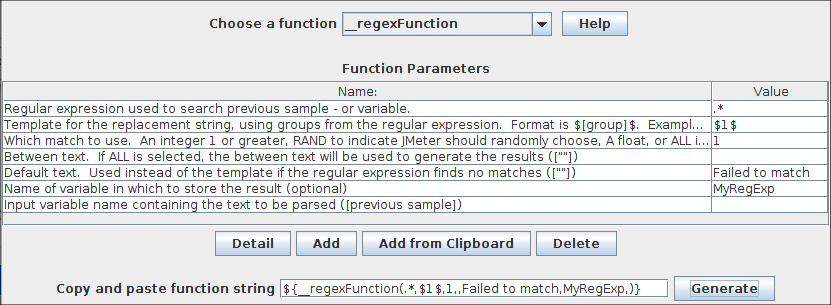 Choose a function __regexFunction Help
Function Parameters
Name: Value
Regular expression used to search previous sample - or variable. .*
Template for the replacement string, using groups from the regular expression.  Format is $[group]$.  Exampl... $1$
Which match to use.  An integer 1 or greater, RAND to indicate JMeter should randomly choose, A float, or ALL i... 1
Between text.  If ALL is selected, the between text will be used to generate the results ([""])
Default text.  Used instead of the template if the regular expression finds no matches ([""]) Failed to match
Name of variable in which to store the result (optional) MyRegExp
Input variable name containing the text to be parsed ([previous sample])
Detail Add Add from Clipboard Delete
Copy and paste function string ${__regexFunction(.*,$1$,1,,Failed to match,MyRegExp,)} Generate